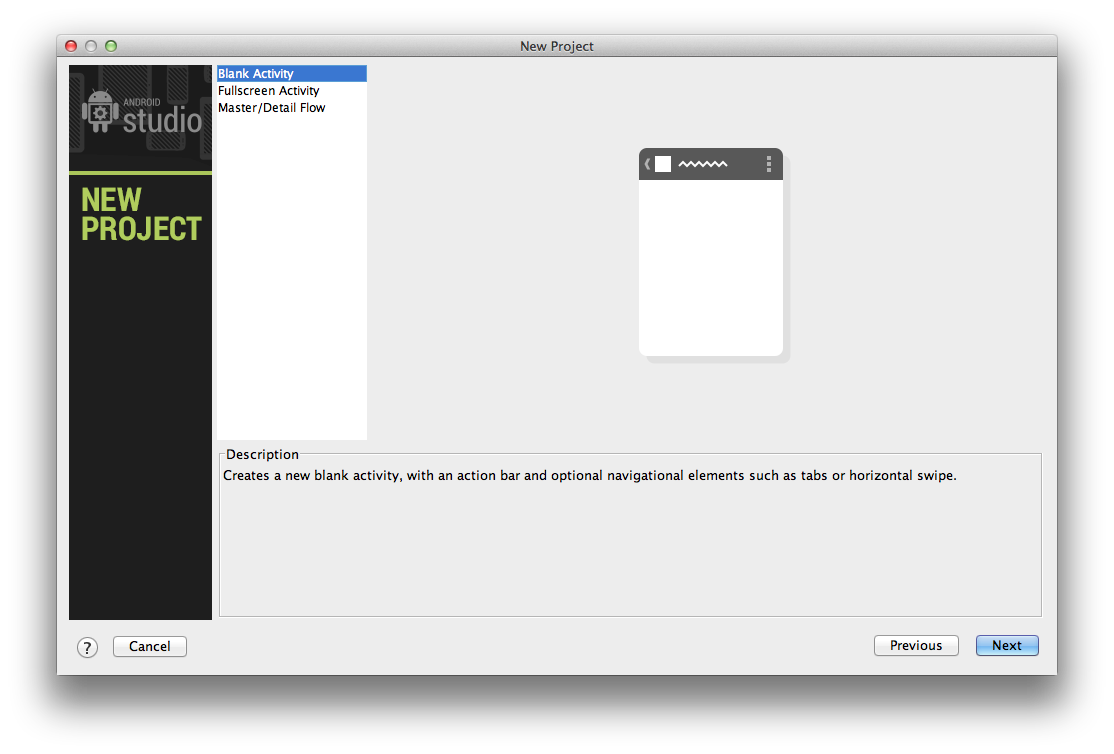 New Project
ANDROID
studio
NEW
PROJECT
Blank Activity
Fullscreen Activity
Master/Detail Flow
Description
Creates a new blank activity, with an action bar and optional navigational elements such as tabs or horizontal swipe.
?
Cancel
Previous
Next